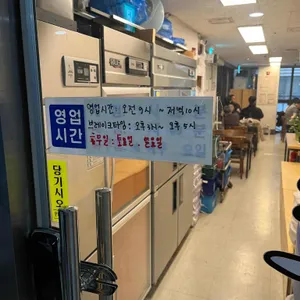 영업
시간
영업시간 : 오전 9시 ~ 저녁 10시
브레이크타임 : 오후 3시 ~ 오후 5시
휴무일 : 토요일 . 일요일
당기시오